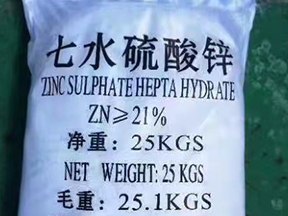 七水硫酸锌
ZINC SULPHATE HEPTA HYDRATE
ZN≥21%
净重：25KGS
NET WEIGHT: 25 KGS
毛重：25.1KGS